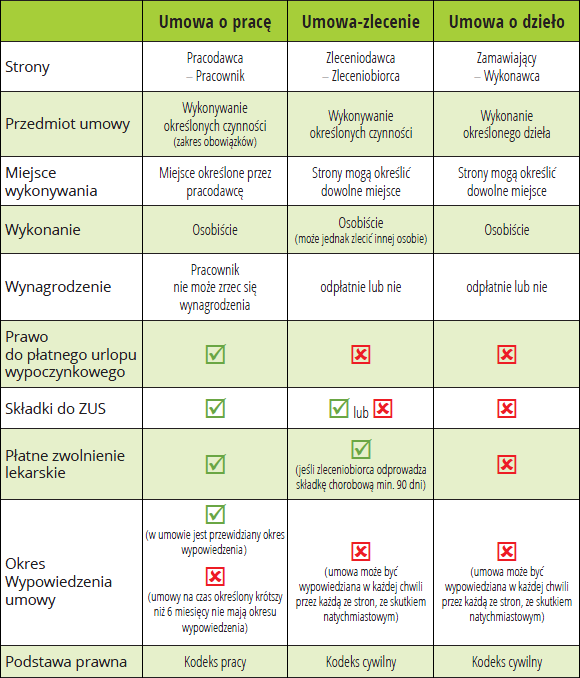 Umowa o pracę
Umowa-zlecenie
Umowa o dzieło
Strony
Pracodawca
– Pracownik
Zleceniodawca
– Zleceniobiorca
Zamawiający
– Wykonawca
Przedmiot umowy
Wykonywanie
określonych czynności
(zakres obowiązków)
Wykonywanie
określonych czynności
Wykonanie
określonego dzieła
Miejsce
wykonywania
Miejsce określone przez
pracodawcę
Strony mogą określić
dowolne miejsce
Strony mogą określić
dowolne miejsce
Wykonanie
Osobiście
Osobiście
(może jednak zlecić innej osobie)
Osobiście
Wynagrodzenie
Pracownik
nie może zrzec się
wynagrodzenia
odpłatnie lub nie
odpłatnie lub nie
Prawo
do płatnego urlopu
wypoczynkowego
Składki do ZUS
lub
Płatne zwolnienie
lekarskie
(jeśli zleceniobiorca odprowadza
składkę chorobową min. 90 dni)
Okres
Wypowiedzenia
umowy
(w umowie jest przewidziany okres
wypowiedzenia)
(umowy na czas określony krótszy
niż 6 miesięcy nie mają okresu
wypowiedzenia)
(umowa może być
wypowiedziana w każdej chwili
przez każdą ze stron, ze skutkiem
natychmiastowym)
(umowa może być
wypowiedziana w każdej chwili
przez każdą ze stron, ze skutkiem
natychmiastowym)
Podstawa prawna
Kodeks pracy
Kodeks cywilny
Kodeks cywilny